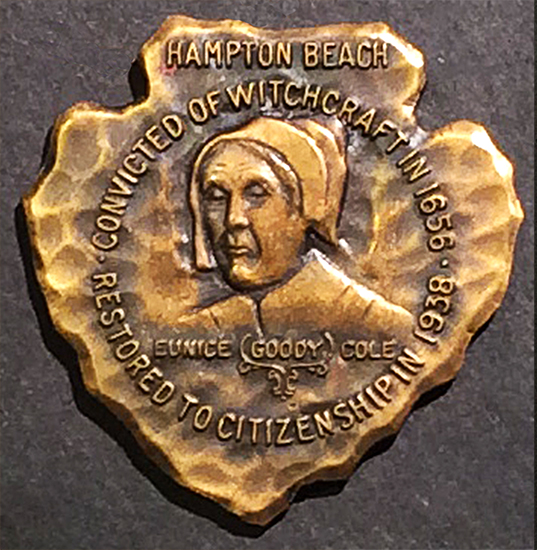 HAMPTON BEACH
· CONVICTED OF WITCHCRAFT IN 1656 ·
RESTORED TO CITIZENSHIP IN 1938
EUNICE (GOODY) COLE